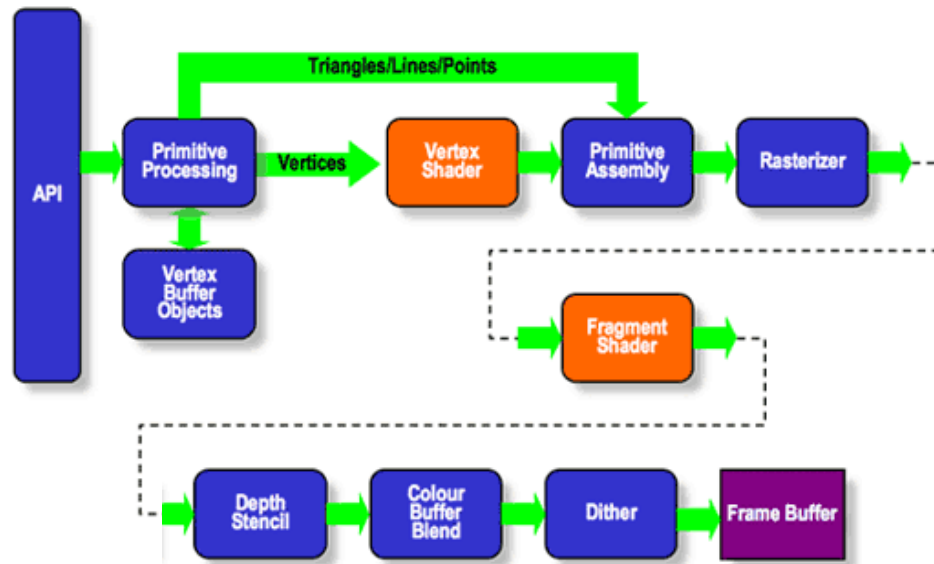 Triangles/Lines/Points
API
Primitive
Processing
Vertices
Vertex
Shader
Primitive
Assembly
Rasterizer
Vertex
Buffer
Objects
Fragment
Shader
Depth
Stencil
Colour
Buffer
Blend
Dither
Frame Buffer